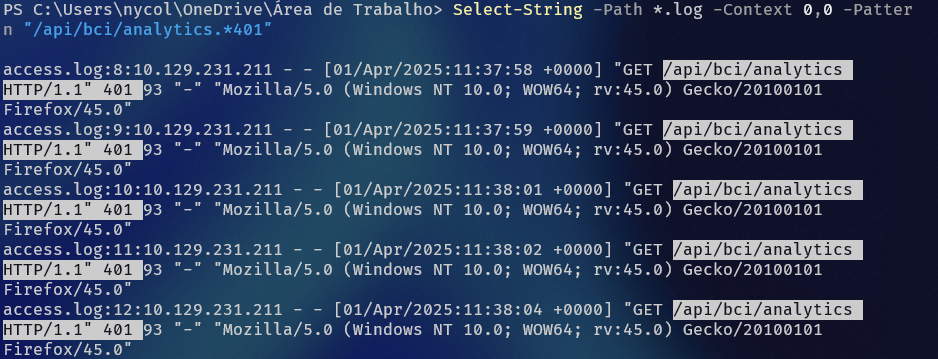 PS C:\Users\nycol\OneDrive\Área de Trabalho> Select-String -Path *.log -Context 0,0 -Patter
n "/api/bci/analytics.*401"
access.log:8:10.129.231.211 - - [01/Apr/2025:11:37:58 +0000] "GET /api/bci/analytics
HTTP/1.1" 401 93 "-" "Mozilla/5.0 (Windows NT 10.0; WOW64; rv:45.0) Gecko/20100101
Firefox/45.0"
access.log:9:10.129.231.211 - - [01/Apr/2025:11:37:59 +0000] "GET /api/bci/analytics
HTTP/1.1" 401 93 "-" "Mozilla/5.0 (Windows NT 10.0; WOW64; rv:45.0) Gecko/20100101
Firefox/45.0"
access.log:10:10.129.231.211 - - [01/Apr/2025:11:38:01 +0000] "GET /api/bci/analytics
HTTP/1.1" 401 93 "-" "Mozilla/5.0 (Windows NT 10.0; WOW64; rv:45.0) Gecko/20100101
Firefox/45.0"
access.log:11:10.129.231.211 - - [01/Apr/2025:11:38:02 +0000] "GET /api/bci/analytics
HTTP/1.1" 401 93 "-" "Mozilla/5.0 (Windows NT 10.0; WOW64; rv:45.0) Gecko/20100101
Firefox/45.0"
access.log:12:10.129.231.211 - - [01/Apr/2025:11:38:04 +0000] "GET /api/bci/analytics
HTTP/1.1" 401 93 "-" "Mozilla/5.0 (Windows NT 10.0; WOW64; rv:45.0) Gecko/20100101
Firefox/45.0"